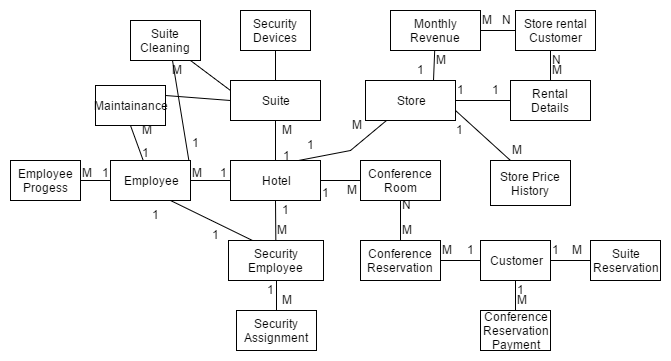 Suite
Cleaning
Security
Devices
Monthly
Revenue
M N
Store rental
Customer
M
M
1
N
M
Maintainance
Suite
Store
1 1
Rental
Details
M
1
M
1
M
1
1
1
1
M
Employee
Progess
M 1
Employee
M 1
Hotel
1
M
Conference
Room
Store Price
History
1
1
1
M
N
M
Security
Employee
Conference
Reservation
M 1
Customer
1 M
Suite
Reservation
1
M
1
M
Security
Assignment
Conference
Reservation
Payment